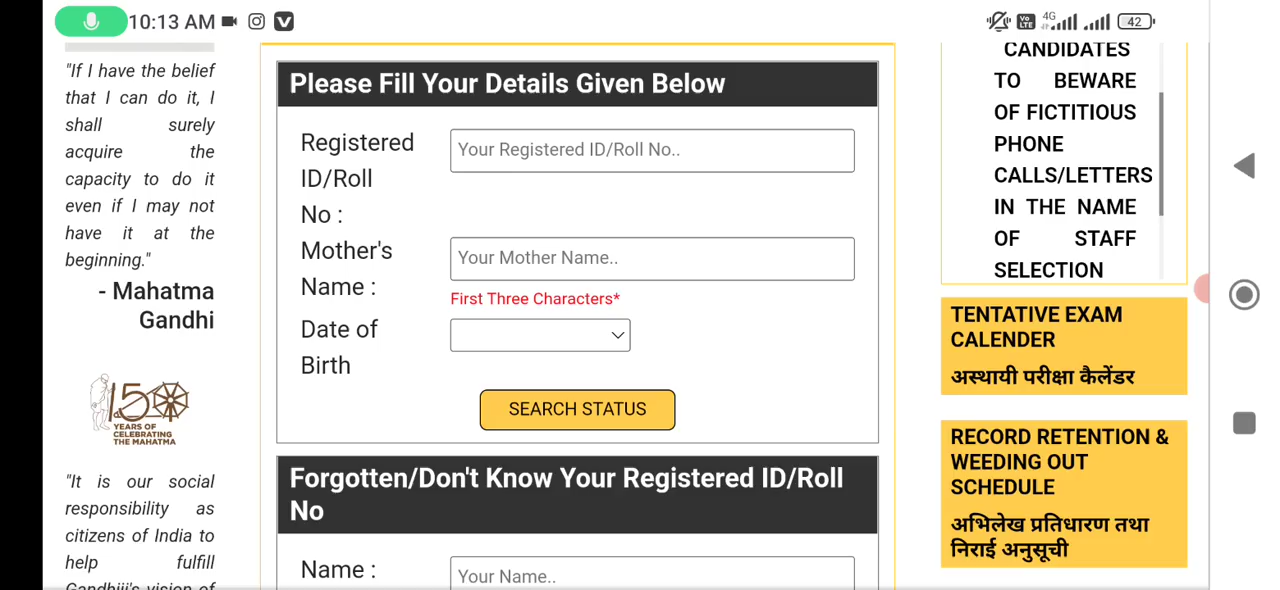 10:13 AM
4G
Vo
LTE
42
"If I have the belief
that I can do it, I
shall surely
acquire the
capacity to do it
even if I may not
have it at the
beginning."
- Mahatma
Gandhi
150
YEARS OF
CELEBRATING
THE MAHATMA
"It is our social
responsibility as
citizens of India to
help fulfill
Gandhiji's vision of
Please Fill Your Details Given Below
Registered
ID/Roll
No :
Your Registered ID/Roll No..
Mother's
Name :
Your Mother Name..
First Three Characters*
Date of
Birth
SEARCH STATUS
Forgotten/Don't Know Your Registered ID/Roll
No
Name :
Your Name..
CANDIDATES
TO BEWARE
OF FICTITIOUS
PHONE
CALLS/LETTERS
IN THE NAME
OF STAFF
SELECTION
TENTATIVE EXAM
CALENDER
अस्थायी परीक्षा कैलेंडर
RECORD RETENTION &
WEEDING OUT
SCHEDULE
अभिलेख प्रतिधारण तथा
निराई अनुसूची